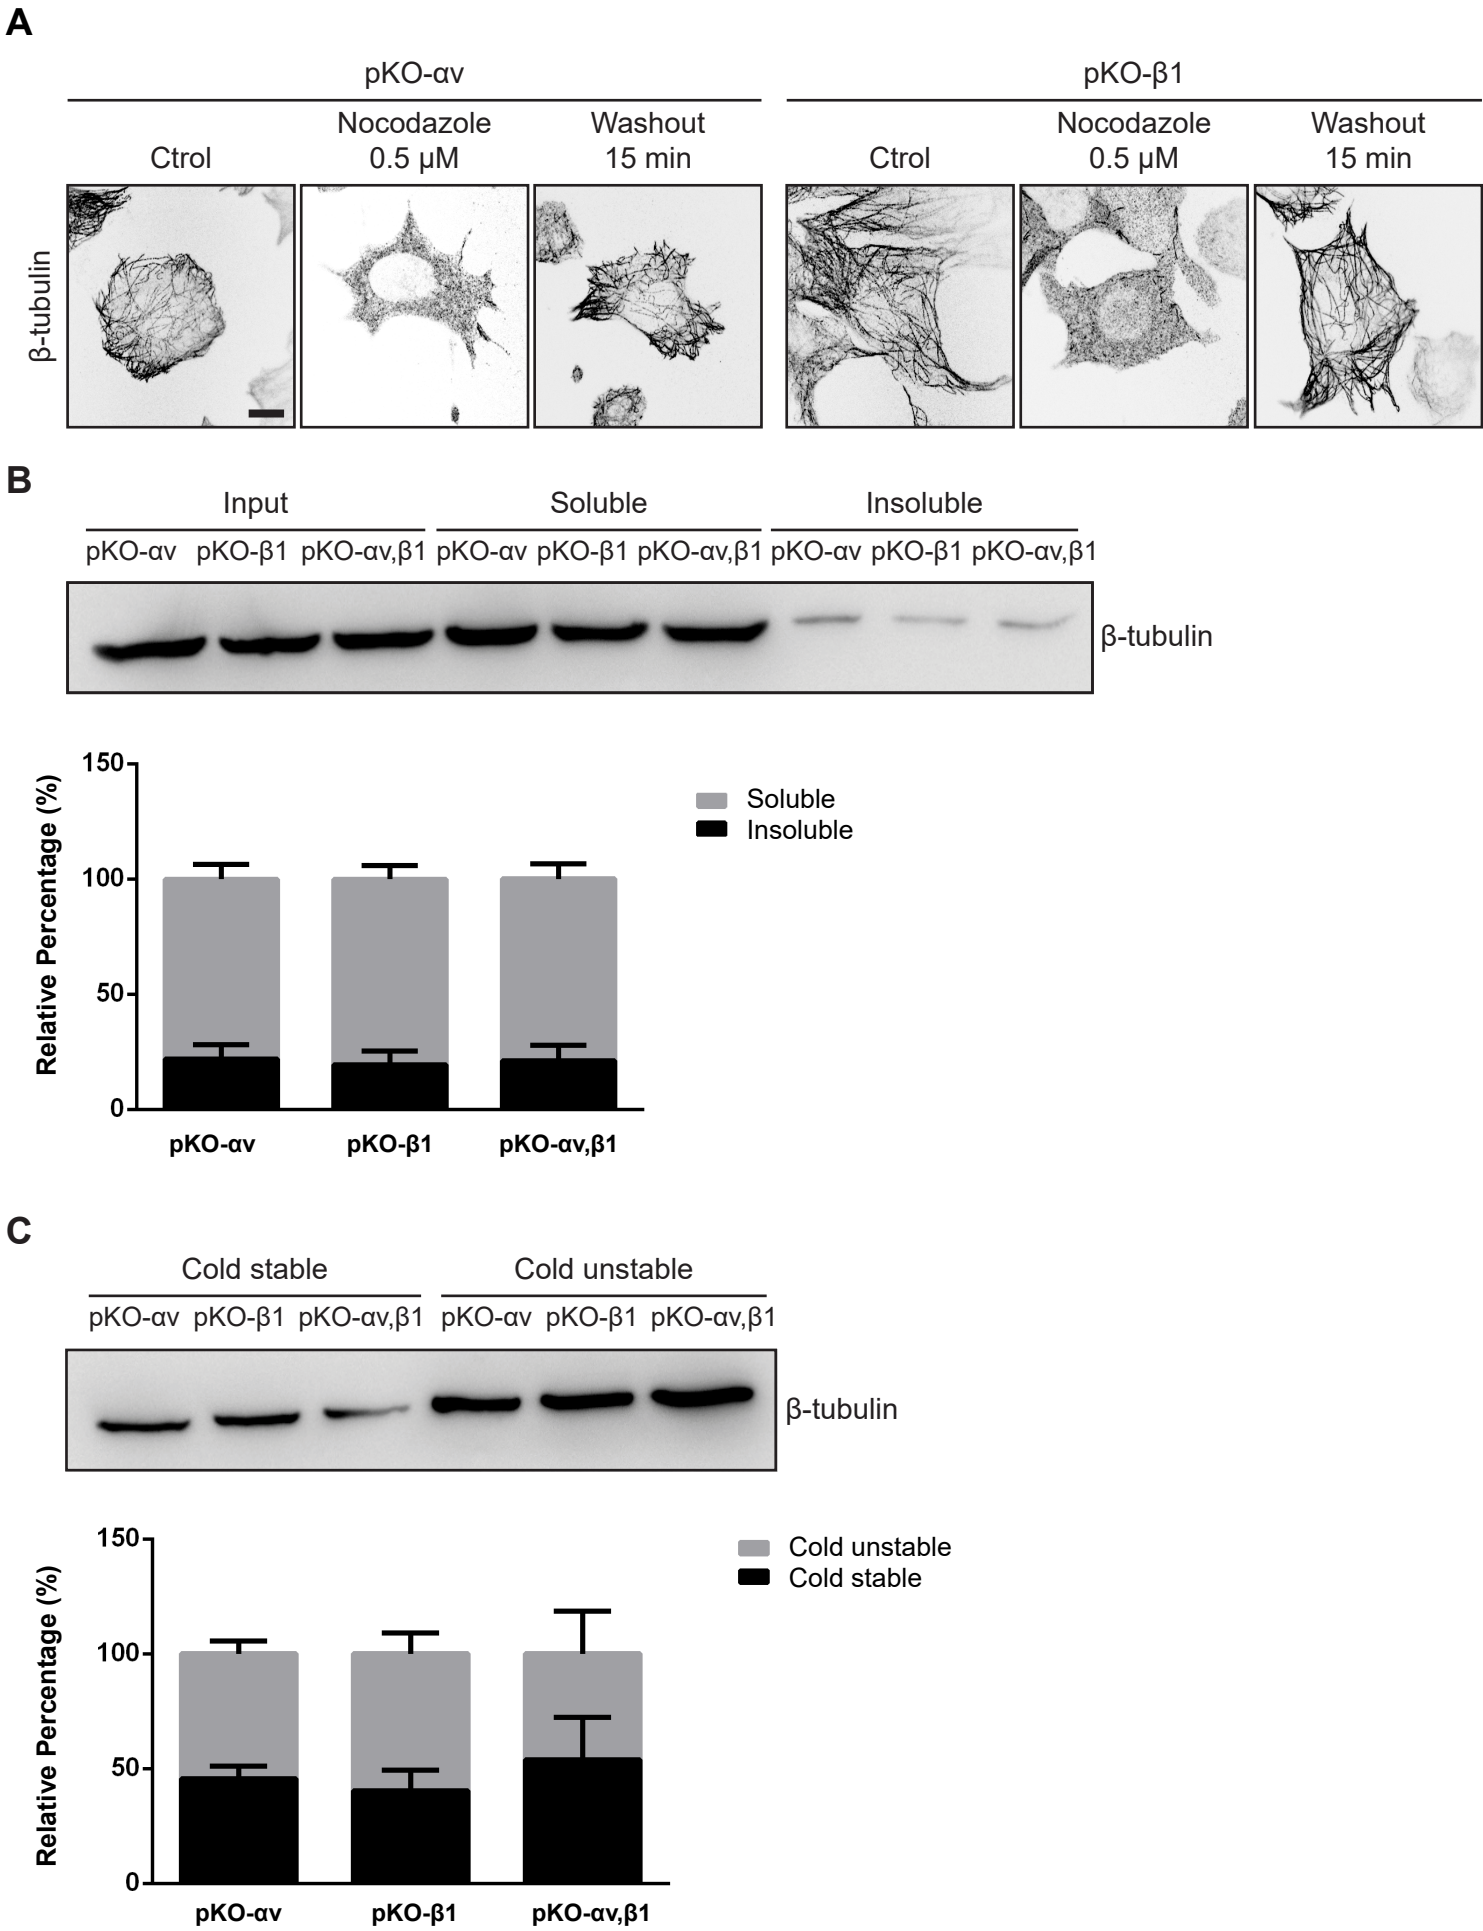 A
pKO-αv
pKO-β1
Ctrol
Nocodazole
0.5 μM
Washout
15 min
Ctrol
Nocodazole
0.5 μM
Washout
15 min
β-tubulin
B
Input
Soluble
Insoluble
pKO-αv pKO-β1 pKO-αv,β1 pKO-αv pKO-β1 pKO-αv,β1 pKO-αv pKO-β1 pKO-αv,β1
β-tubulin
Relative Percentage (%)
150
100
50
0
Soluble
Insoluble
pKO-αv
pKO-β1
pKO-αv,β1
C
Cold stable
Cold unstable
pKO-αv pKO-β1 pKO-αv,β1 pKO-αv pKO-β1 pKO-αv,β1
β-tubulin
Relative Percentage (%)
150
100
50
0
Cold unstable
Cold stable
pKO-αv
pKO-β1
pKO-αv,β1